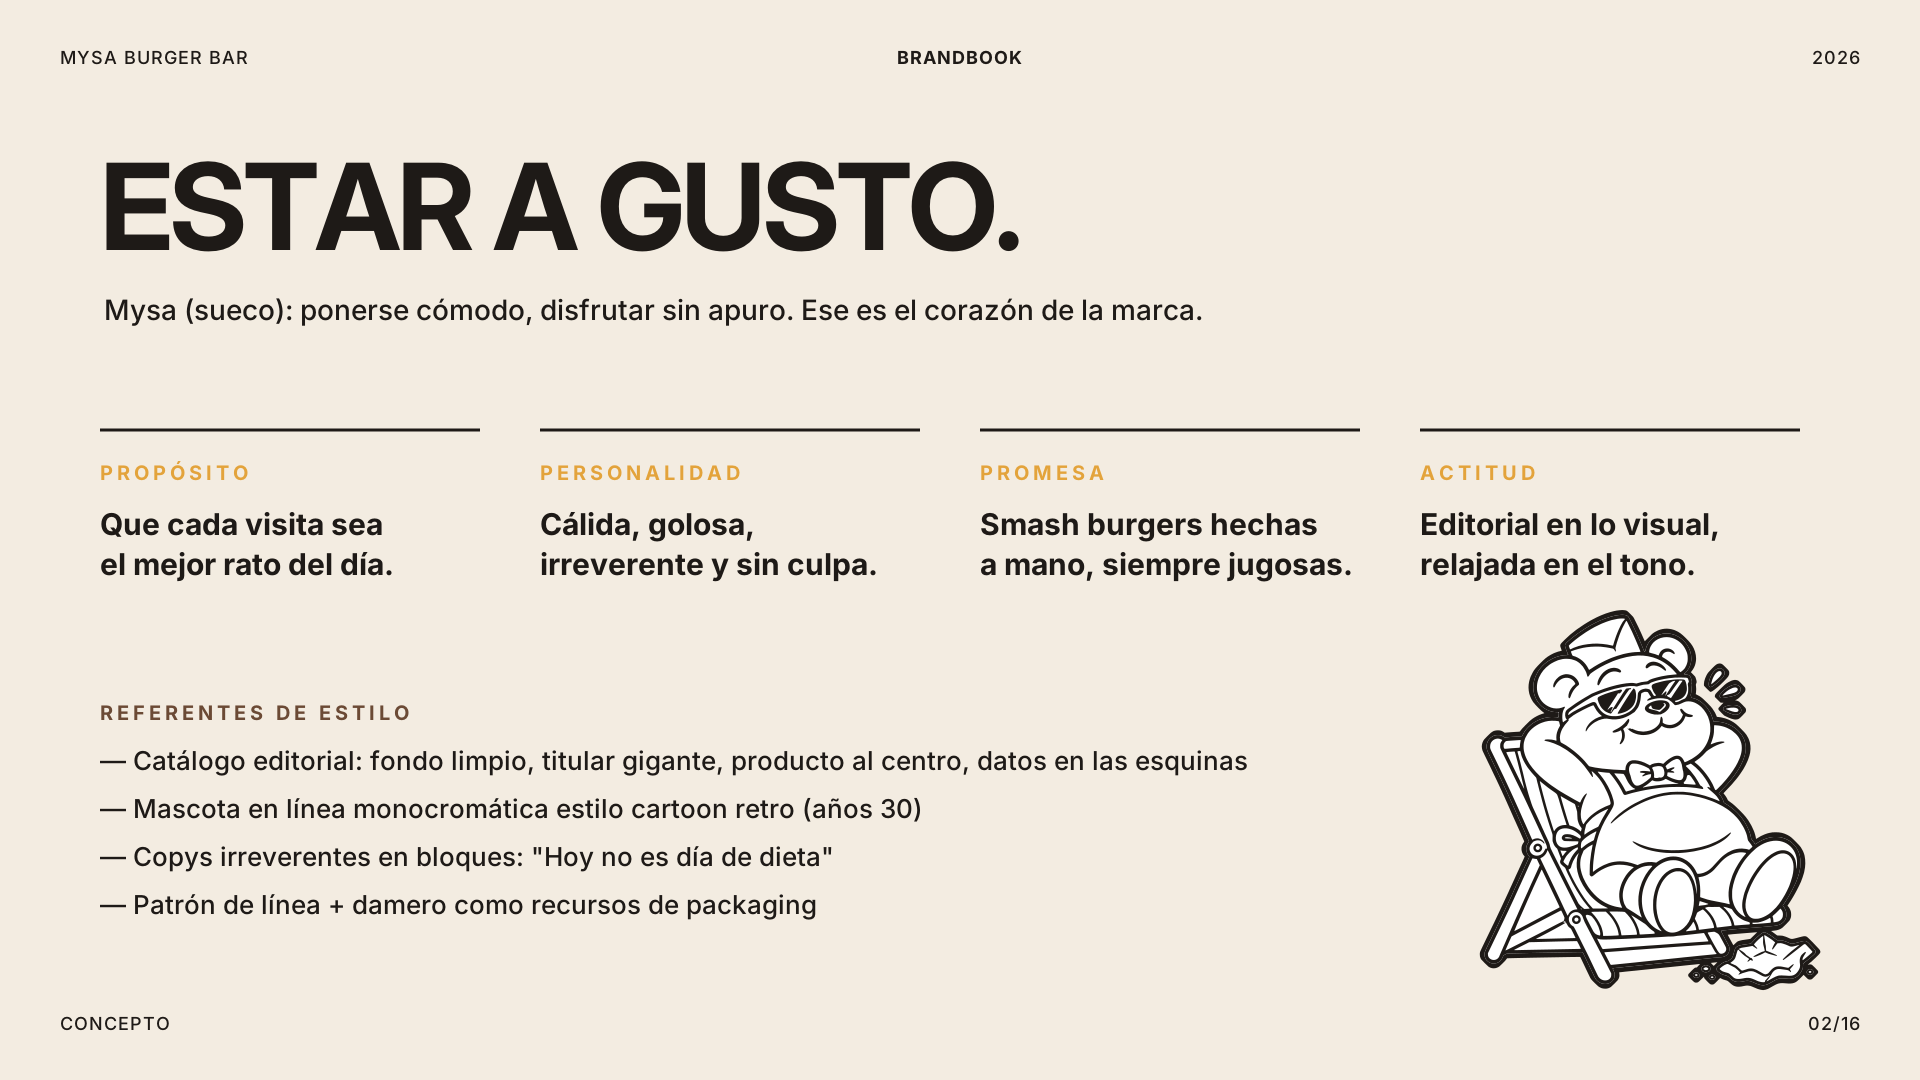 MYSA BURGER BAR
BRANDBOOK
2026
ESTAR A GUSTO.
Mysa (sueco): ponerse cómodo, disfrutar sin apuro. Ese es el corazón de la marca.
PROPÓSITO
Que cada visita sea
el mejor rato del día.
PERSONALIDAD
Cálida, golosa,
irreverente y sin culpa.
PROMESA
Smash burgers hechas
a mano, siempre jugosas.
ACTITUD
Editorial en lo visual,
relajada en el tono.
REFERENTES DE ESTILO
— Catálogo editorial: fondo limpio, titular gigante, producto al centro, datos en las esquinas
— Mascota en línea monocromática estilo cartoon retro (años 30)
— Copys irreverentes en bloques: "Hoy no es día de dieta"
— Patrón de línea + damero como recursos de packaging
CONCEPTO
02/16